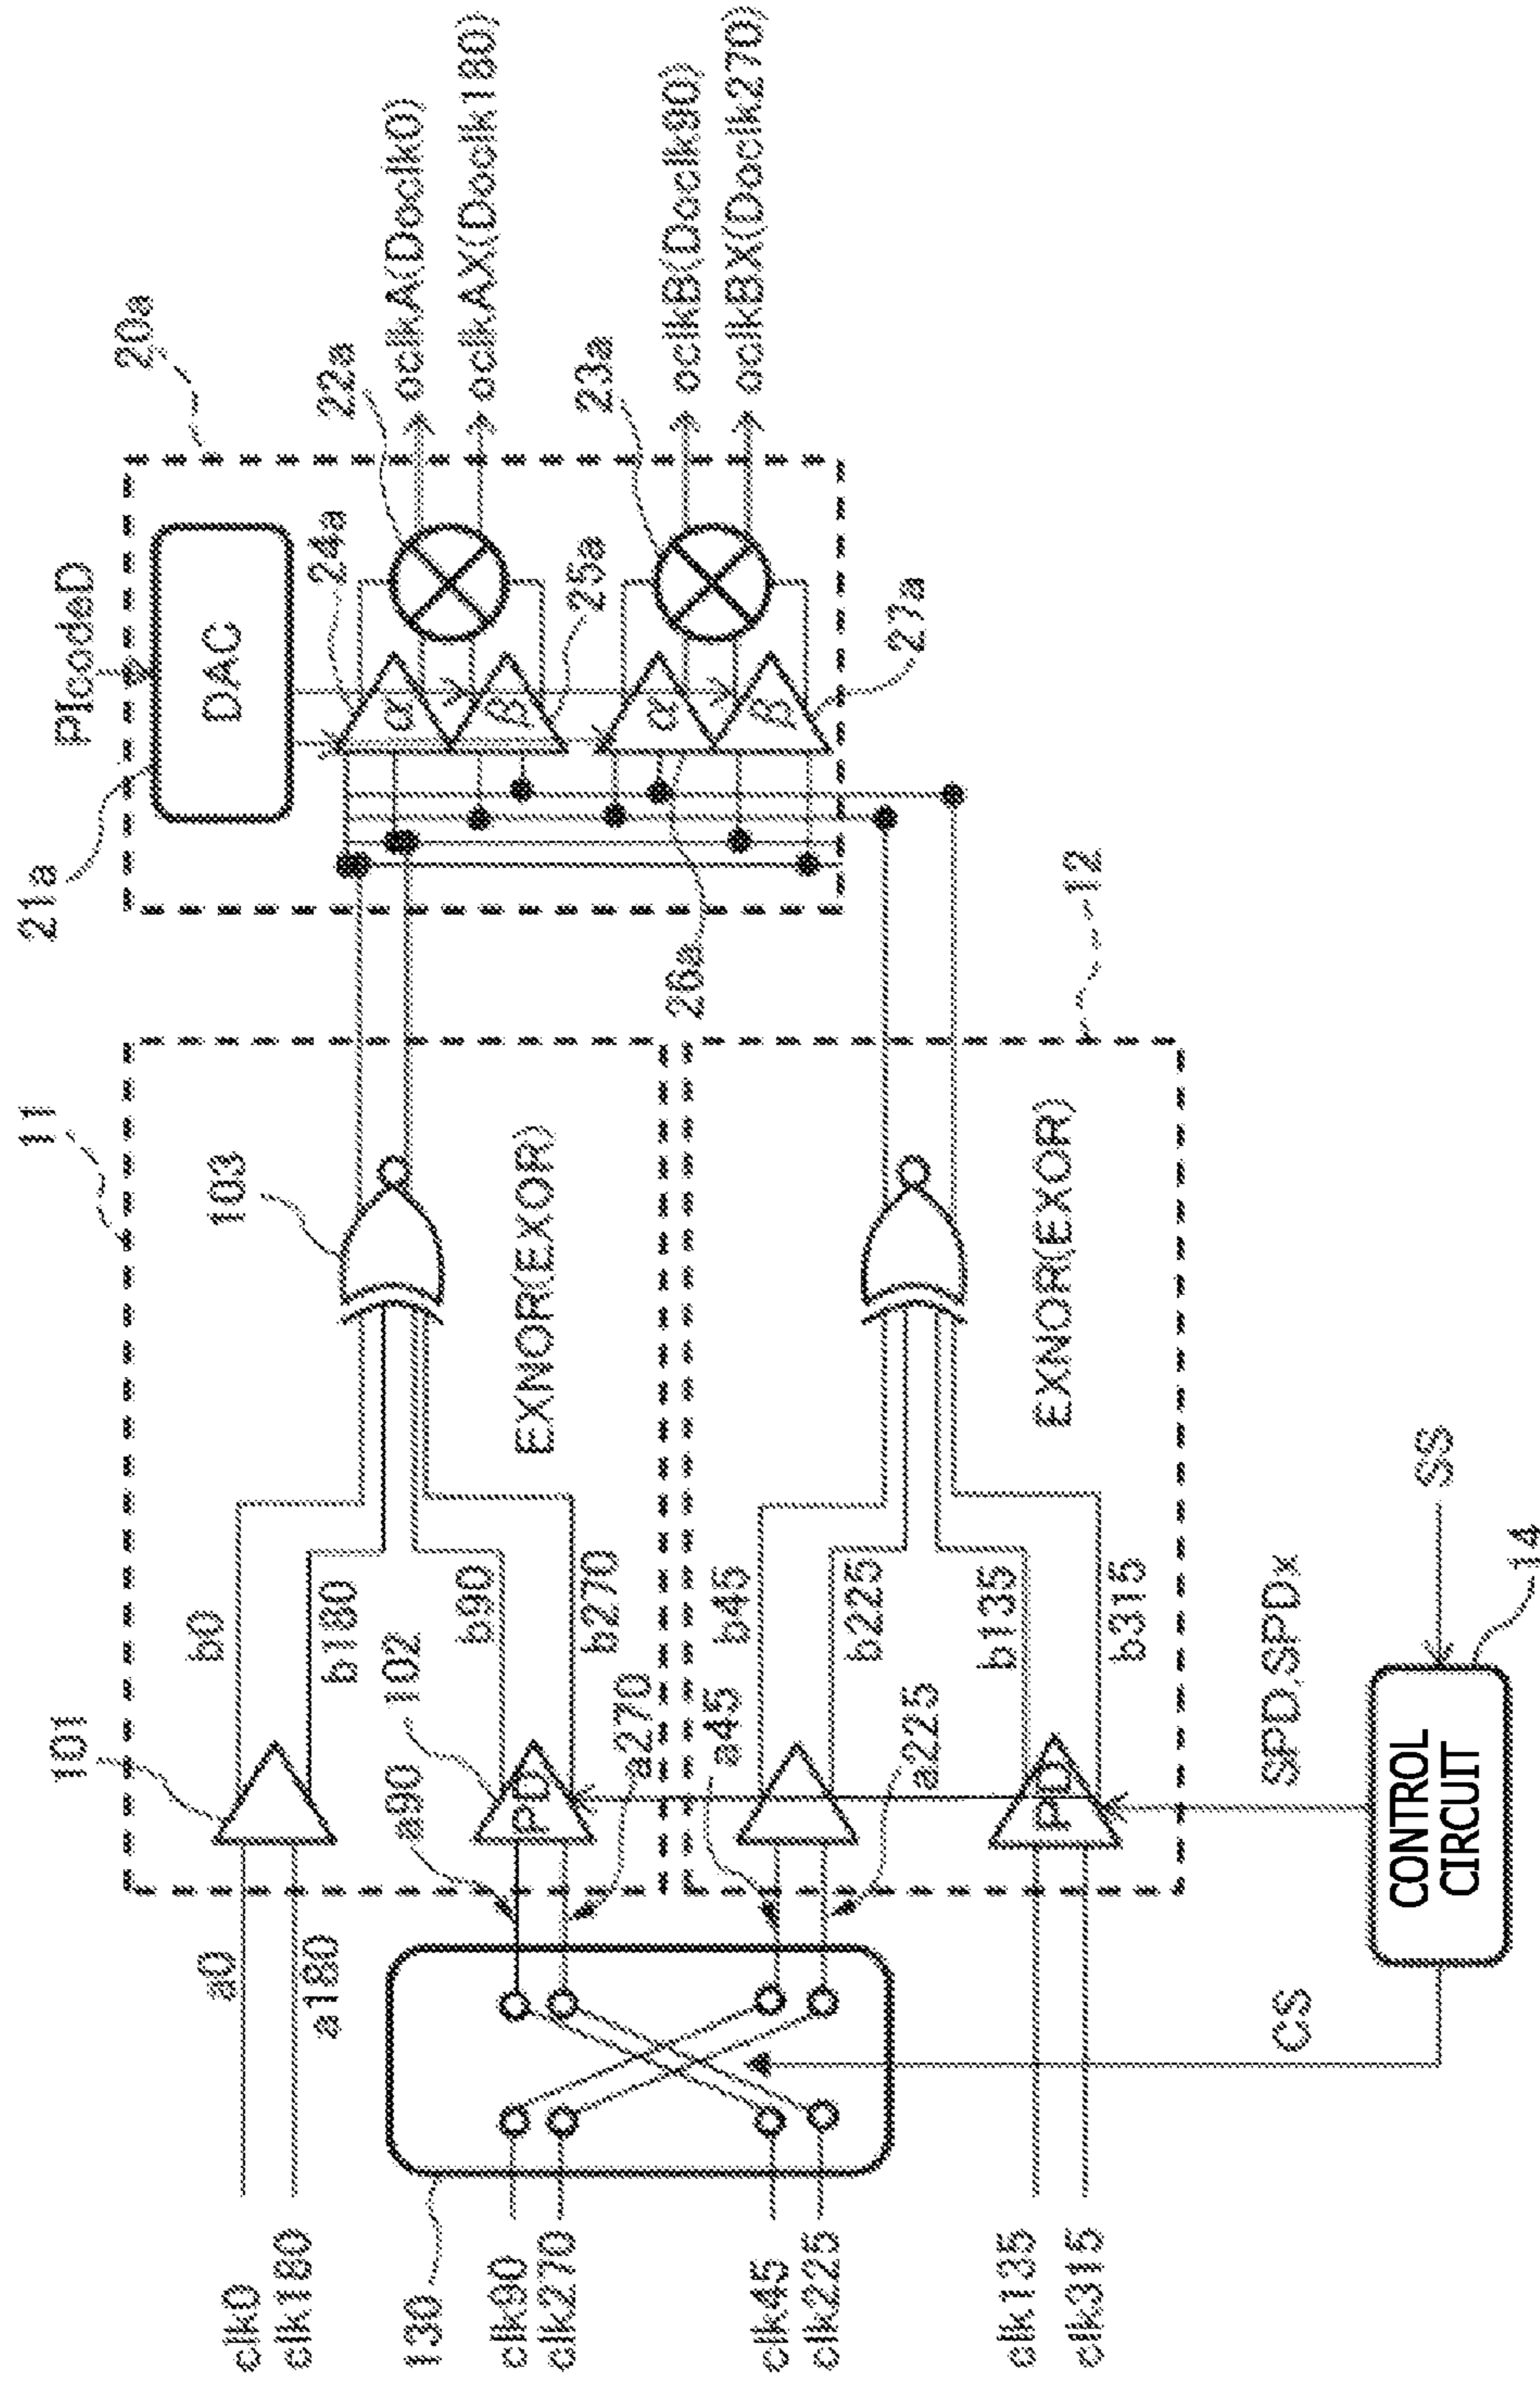 clk0
clk180
130
clk90
clk270
clk45
clk225
clk135
clk315
a0
a180
a90
a270
a45
a225
CS
CONTROL
CIRCUIT
14
SS
SPD,SPDx
101
102
PD
PD
b0
b180
b90
b270
b45
b225
b135
b315
11
103
EXNOR(EXOR)
EXNOR(EXOR)
12
21a
PIcodeD
DAC
20a
24a
α
β
25a
22a
26a
α
β
27a
23a
oclkA(Doclk0)
oclkAX(Doclk180)
oclkB(Doclk90)
oclkBX(Doclk270)